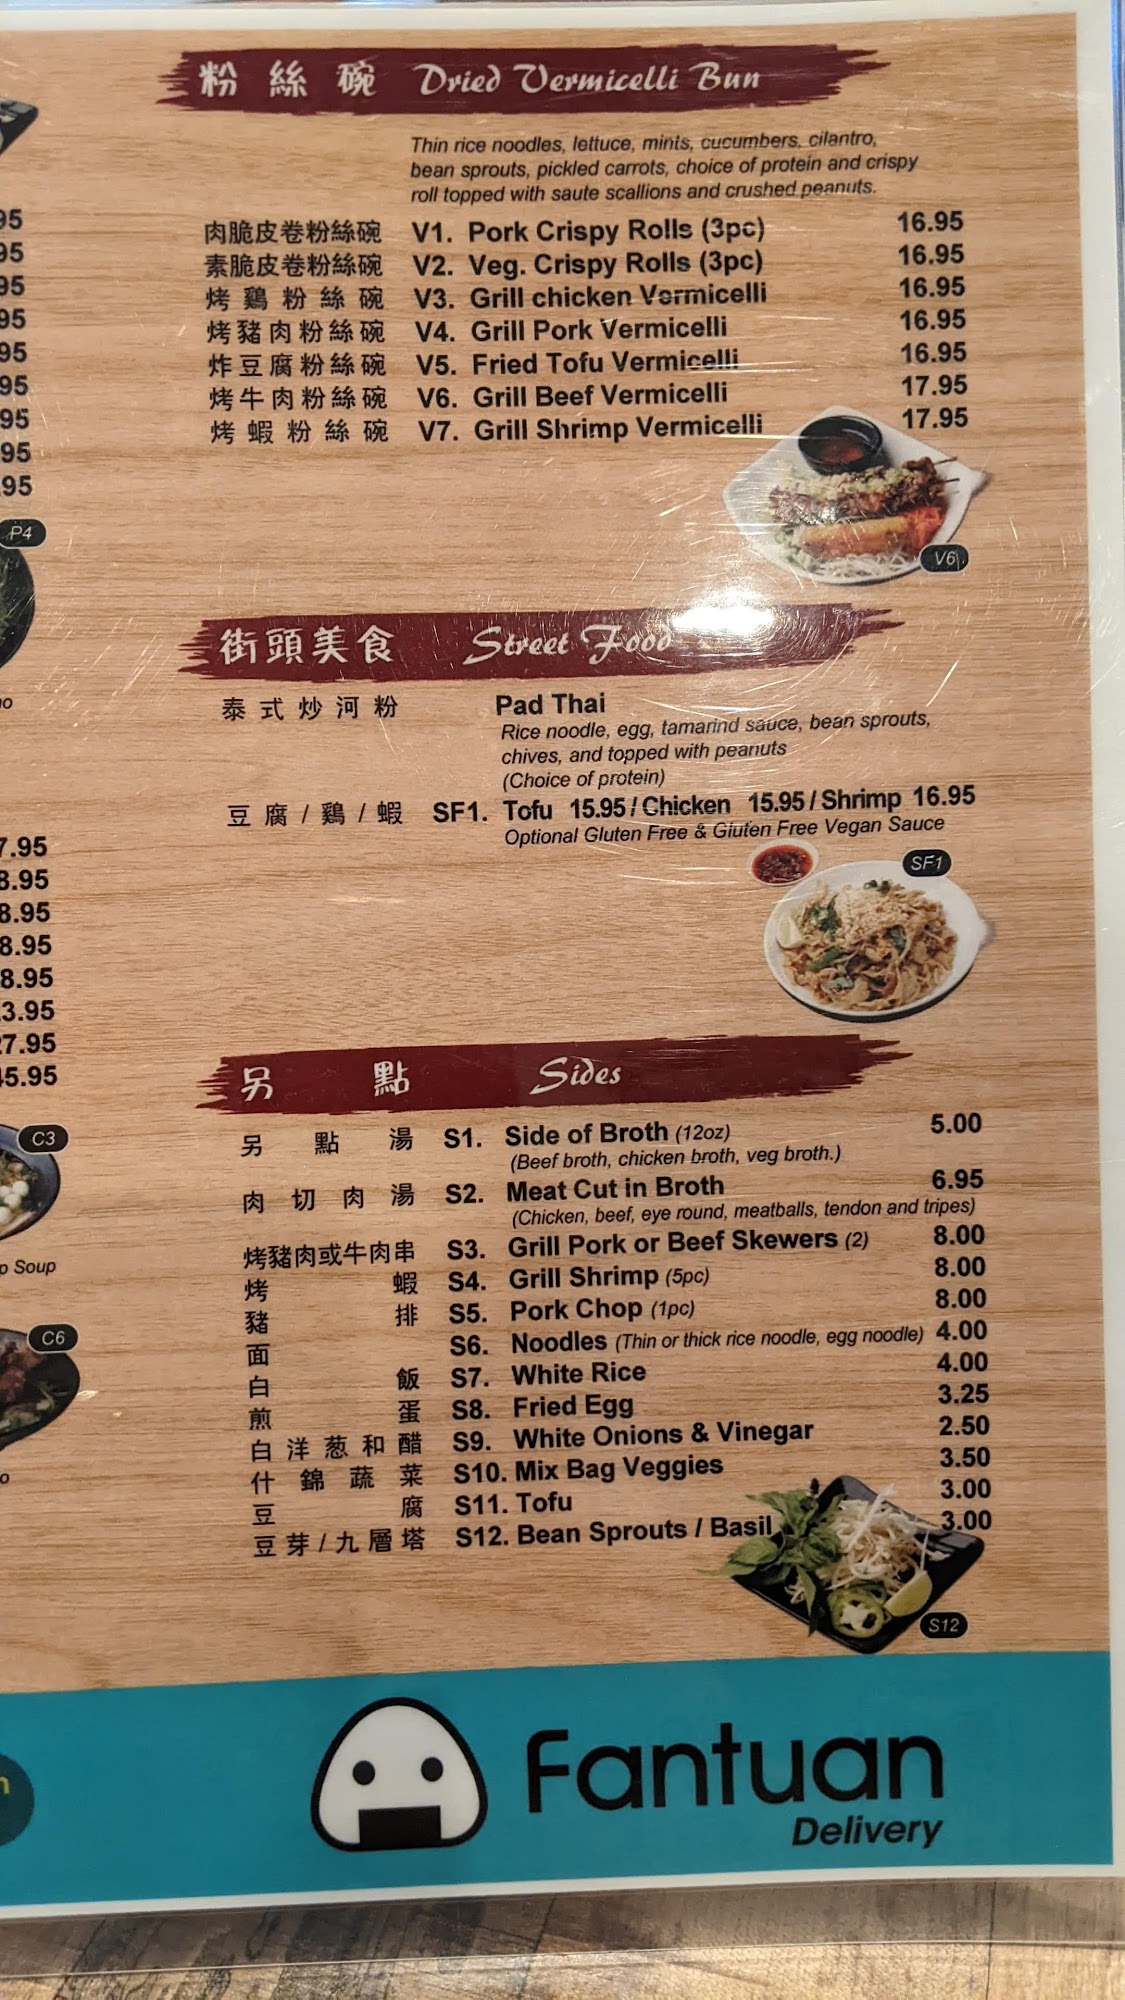 粉絲碗 Dried Vermicelli Bun
Thin rice noodles, lettuce, mints, cucumbers, cilantro,
bean sprouts, pickled carrots, choice of protein and crispy
roll topped with saute scallions and crushed peanuts.
肉脆皮卷粉絲碗 V1. Pork Crispy Rolls (3pc) 16.95
素脆皮卷粉絲碗 V2. Veg. Crispy Rolls (3pc) 16.95
烤鷄粉絲碗 V3. Grill chicken Vermicelli 16.95
烤豬肉粉絲碗 V4. Grill Pork Vermicelli 16.95
炸豆腐粉絲碗 V5. Fried Tofu Vermicelli 16.95
烤牛肉粉絲碗 V6. Grill Beef Vermicelli 17.95
烤蝦粉絲碗 V7. Grill Shrimp Vermicelli 17.95
V6
街頭美食 Street Food
泰式炒河粉 Pad Thai
Rice noodle, egg, tamarind sauce, bean sprouts,
chives, and topped with peanuts
(Choice of protein)
豆腐/鷄/蝦 SF1. Tofu 15.95 / Chicken 15.95 / Shrimp 16.95
Optional Gluten Free & Gluten Free Vegan Sauce
SF1
另點 Sides
另點湯 S1. Side of Broth (12oz) 5.00
(Beef broth, chicken broth, veg broth.)
肉切肉湯 S2. Meat Cut in Broth 6.95
(Chicken, beef, eye round, meatballs, tendon and tripes)
烤豬肉或牛肉串 S3. Grill Pork or Beef Skewers (2) 8.00
烤蝦 S4. Grill Shrimp (5pc) 8.00
豬排 S5. Pork Chop (1pc) 8.00
面 S6. Noodles (Thin or thick rice noodle, egg noodle) 4.00
白飯 S7. White Rice 4.00
煎蛋 S8. Fried Egg 3.25
白洋葱和醋 S9. White Onions & Vinegar 2.50
什錦蔬菜 S10. Mix Bag Veggies 3.50
豆腐 S11. Tofu 3.00
豆芽/九層塔 S12. Bean Sprouts / Basil 3.00
S12
P4
C3
p Soup
C6
Fantuan
Delivery